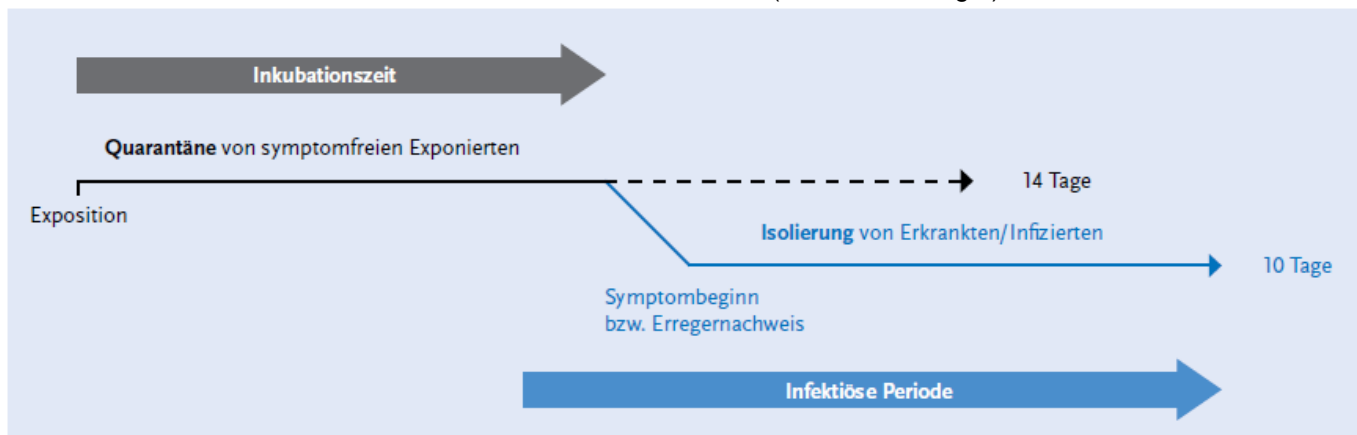 Inkubationszeit
Quarantäne von symptomfreien Exponierten
14 Tage
Exposition
Isolierung von Erkrankten/Infizierten
10 Tage
Symptombeginn
bzw. Erregernachweis
Infektiöse Periode